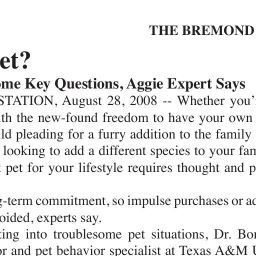 THE BREMOND
et?
ome Key Questions, Aggie Expert Says
STATION, August 28, 2008 -- Whether you'
th the new-found freedom to have your own
ld pleading for a furry addition to the family
looking to add a different species to your fam
pet for your lifestyle requires thought and p
g-term commitment, so impulse purchases or ad
oided, experts say.
ting into troublesome pet situations, Dr. Bon
or and pet behavior specialist at Texas A&M U